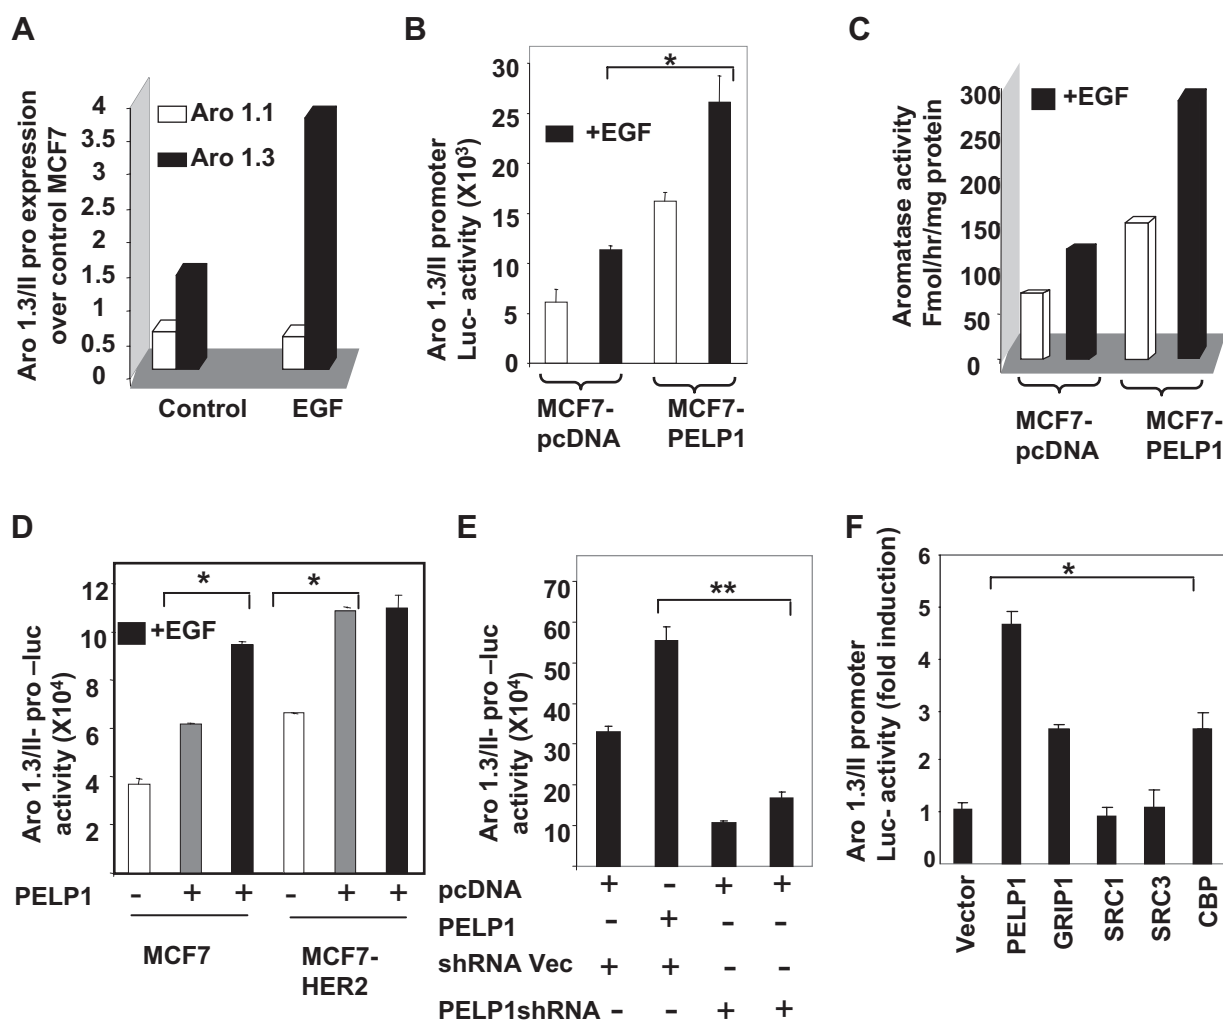 A
Aro 1.3/II pro expression
over control MCF7
4
3.5
3
2.5
2
1.5
1
0.5
0
Aro 1.1
Aro 1.3
Control EGF
B
Aro 1.3/II promoter
Luc- activity (X10³)
30
25
20
15
10
5
0
+EGF
*
MCF7-
pcDNA
MCF7-
PELP1
C
Aromatase activity
Fmol/hr/mg protein
300
250
200
150
100
50
0
+EGF
MCF7-
pcDNA
MCF7-
PELP1
D
Aro 1.3/II- pro –luc
activity (X10⁴)
12
10
8
6
4
2
+EGF
* *
PELP1 - + + - + +
MCF7
MCF7-
HER2
E
Aro 1.3/II- pro –luc
activity (X10⁴)
70
60
50
40
30
20
10
**
pcDNA + - + +
PELP1 - + - -
shRNA Vec + + - -
PELP1shRNA - - + +
F
Aro 1.3/II promoter
Luc- activity (fold induction)
6
5
4
3
2
1
0
*
Vector
PELP1
GRIP1
SRC1
SRC3
CBP